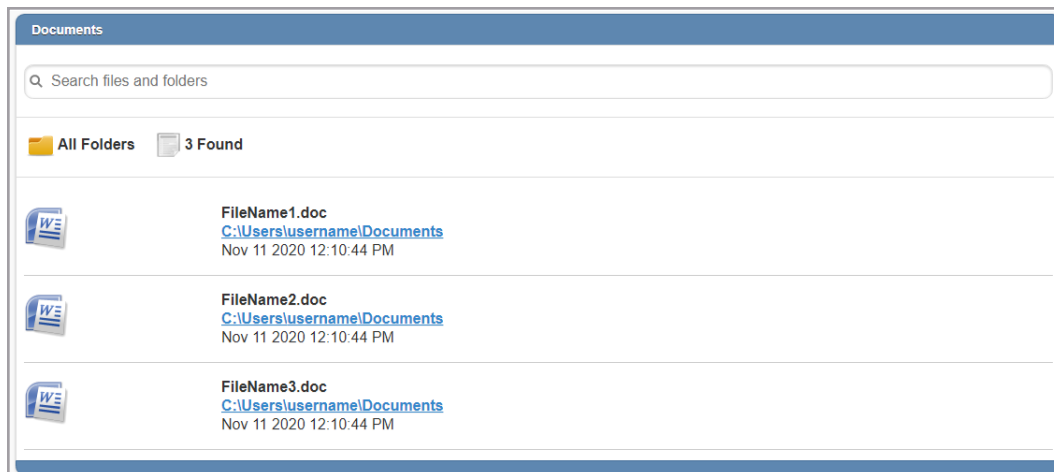 Documents
Search files and folders
All Folders 3 Found
FileName1.doc
C:\Users\username\Documents
Nov 11 2020 12:10:44 PM
FileName2.doc
C:\Users\username\Documents
Nov 11 2020 12:10:44 PM
FileName3.doc
C:\Users\username\Documents
Nov 11 2020 12:10:44 PM